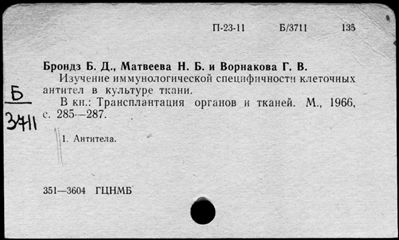 П-23-11 Б/3711 135
Брондз Б. Д., Матвеева Н. Б. и Ворнакова Г. В.
Изучение иммунологической специфичности клеточных
антител в культуре ткани.
Б
3711
В кн.: Трансплантация органов и тканей. М., 1966,
с. 285—287.
1. Антитела.
351—3604 ГЦНМБ